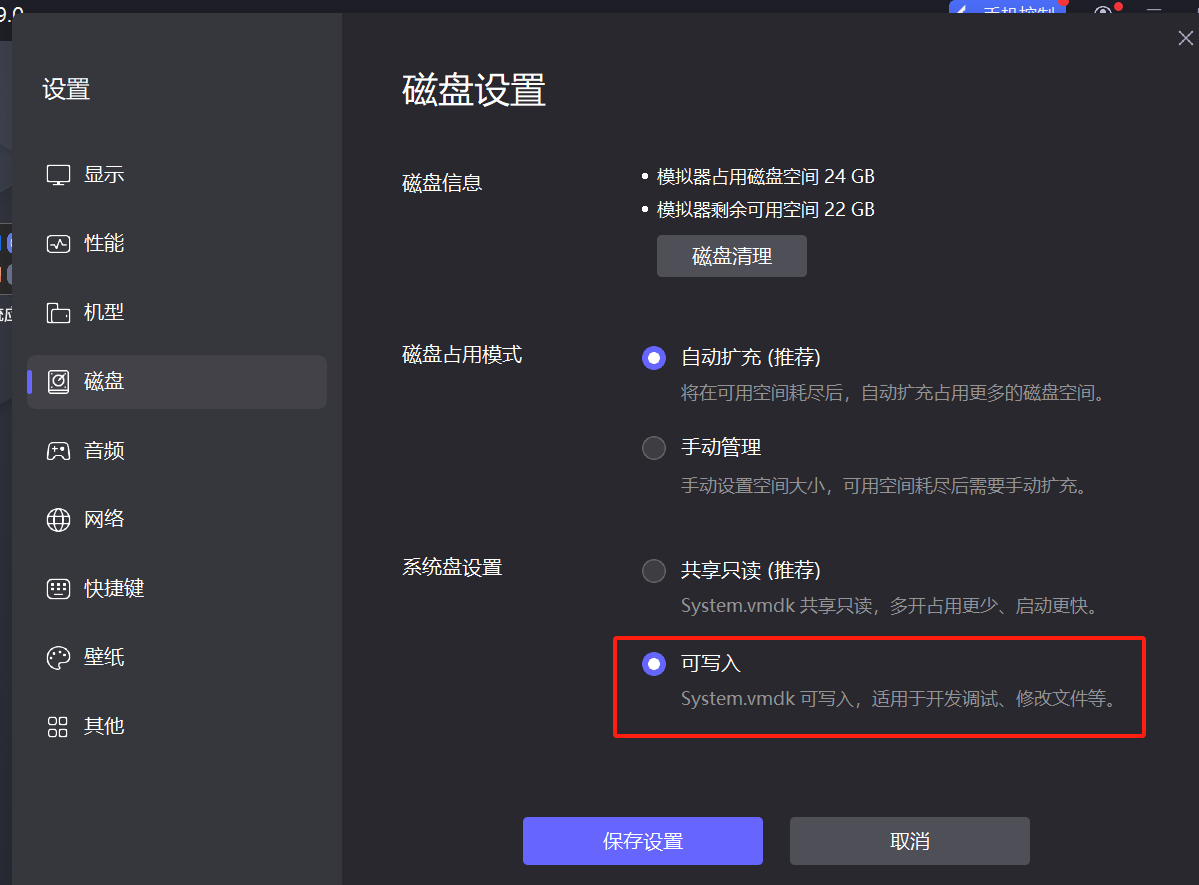 9.0
手机控制
设置
显示
性能
机型
磁盘
音频
网络
快捷键
壁纸
其他
磁盘设置
磁盘信息
• 模拟器占用磁盘空间 24 GB
• 模拟器剩余可用空间 22 GB
磁盘清理
磁盘占用模式
自动扩充 (推荐)
将在可用空间耗尽后，自动扩充占用更多的磁盘空间。
手动管理
手动设置空间大小，可用空间耗尽后需要手动扩充。
系统盘设置
共享只读 (推荐)
System.vmdk 共享只读，多开占用更少、启动更快。
可写入
System.vmdk 可写入，适用于开发调试、修改文件等。
保存设置
取消